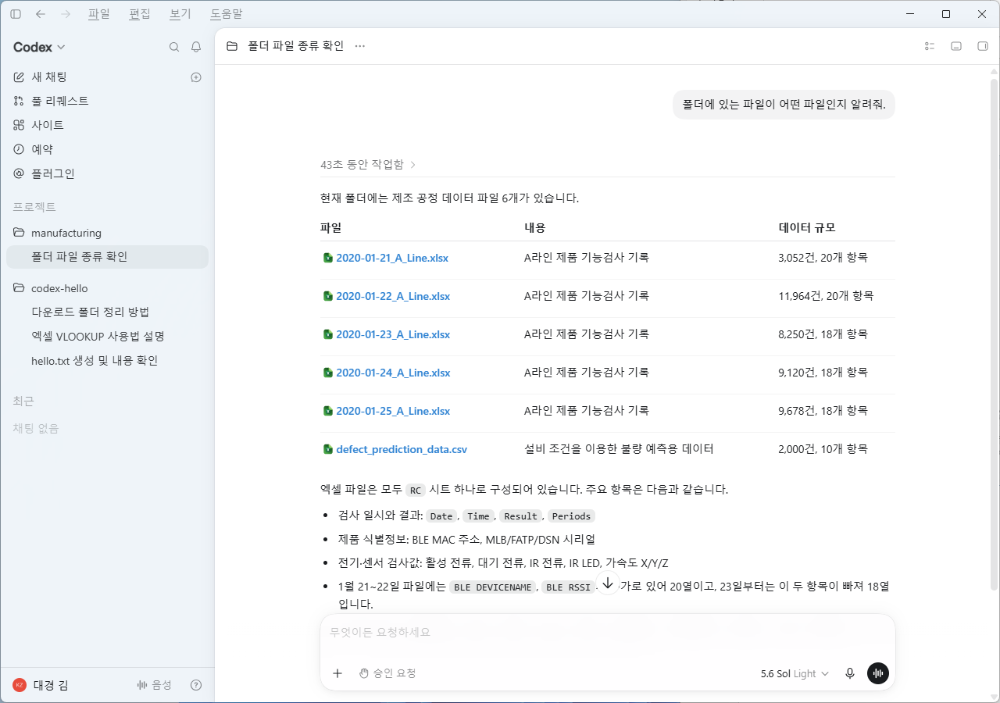 파일 편집 보기 도움말
Codex
새 채팅
풀 리퀘스트
사이트
예약
플러그인
프로젝트
manufacturing
폴더 파일 종류 확인
codex-hello
다운로드 폴더 정리 방법
엑셀 VLOOKUP 사용법 설명
hello.txt 생성 및 내용 확인
최근
채팅 없음
KZ 대경 김 음성
폴더 파일 종류 확인
폴더에 있는 파일이 어떤 파일인지 알려줘.
43초 동안 작업함
현재 폴더에는 제조 공정 데이터 파일 6개가 있습니다.
파일 내용 데이터 규모
2020-01-21_A_Line.xlsx A라인 제품 기능검사 기록 3,052건, 20개 항목
2020-01-22_A_Line.xlsx A라인 제품 기능검사 기록 11,964건, 20개 항목
2020-01-23_A_Line.xlsx A라인 제품 기능검사 기록 8,250건, 18개 항목
2020-01-24_A_Line.xlsx A라인 제품 기능검사 기록 9,120건, 18개 항목
2020-01-25_A_Line.xlsx A라인 제품 기능검사 기록 9,678건, 18개 항목
defect_prediction_data.csv 설비 조건을 이용한 불량 예측용 데이터 2,000건, 10개 항목
엑셀 파일은 모두 RC 시트 하나로 구성되어 있습니다. 주요 항목은 다음과 같습니다.
• 검사 일시와 결과: Date, Time, Result, Periods
• 제품 식별정보: BLE MAC 주소, MLB/FATP/DSN 시리얼
• 전기·센서 검사값: 활성 전류, 대기 전류, IR 전류, IR LED, 가속도 X/Y/Z
• 1월 21~22일 파일에는 BLE DEVICENAME, BLE RSSI 가로 있어 20열이고, 23일부터는 이 두 항목이 빠져 18열
입니다.
무엇이든 요청하세요
승인 요청 5.6 Sol Light